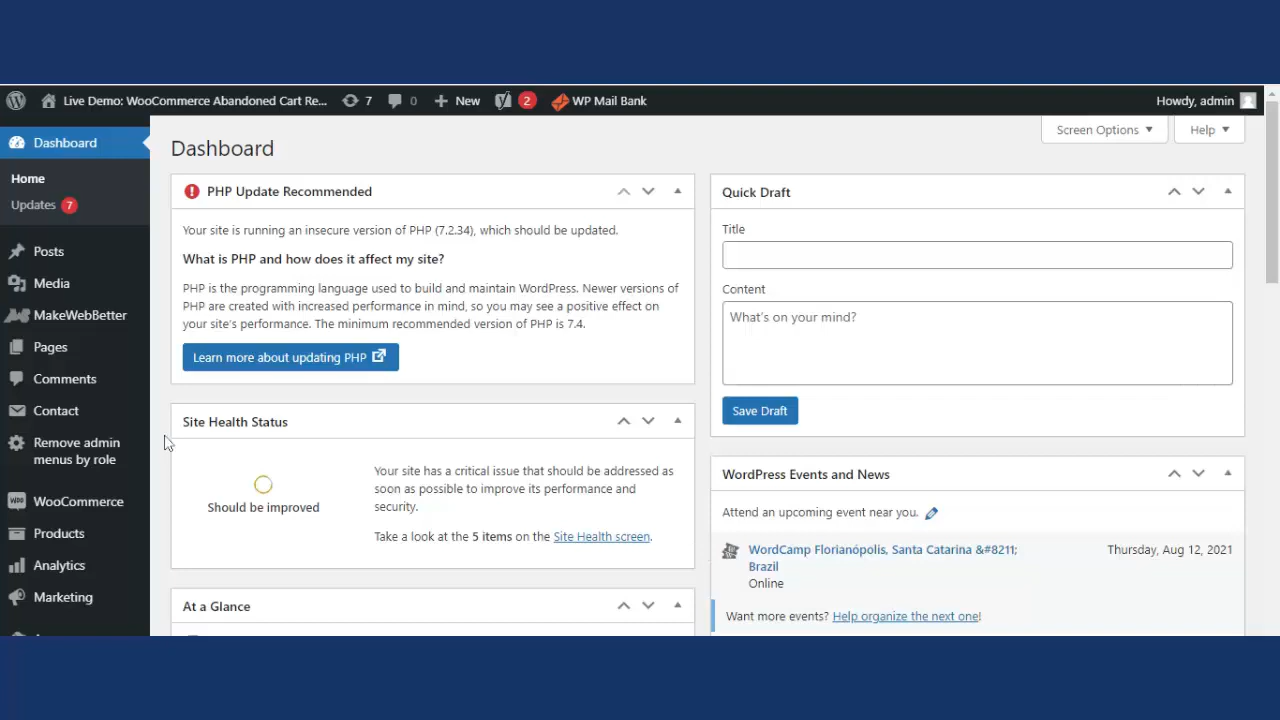 Live Demo: WooCommerce Abandoned Cart Re... 7 0 New 2 WP Mail Bank Howdy, admin
Dashboard
Home
Updates 7
Posts
Media
MakeWebBetter
Pages
Comments
Contact
Remove admin
menus by role
WooCommerce
Products
Analytics
Marketing
Screen Options
Help
Dashboard
PHP Update Recommended
Your site is running an insecure version of PHP (7.2.34), which should be updated.
What is PHP and how does it affect my site?
PHP is the programming language used to build and maintain WordPress. Newer versions of
PHP are created with increased performance in mind, so you may see a positive effect on
your site's performance. The minimum recommended version of PHP is 7.4.
Learn more about updating PHP
Site Health Status
Should be improved
Your site has a critical issue that should be addressed as
soon as possible to improve its performance and
security.
Take a look at the 5 items on the Site Health screen.
At a Glance
Quick Draft
Title
Content
What's on your mind?
Save Draft
WordPress Events and News
Attend an upcoming event near you.
WordCamp Florianópolis, Santa Catarina &#8211; Thursday, Aug 12, 2021
Brazil
Online
Want more events? Help organize the next one!